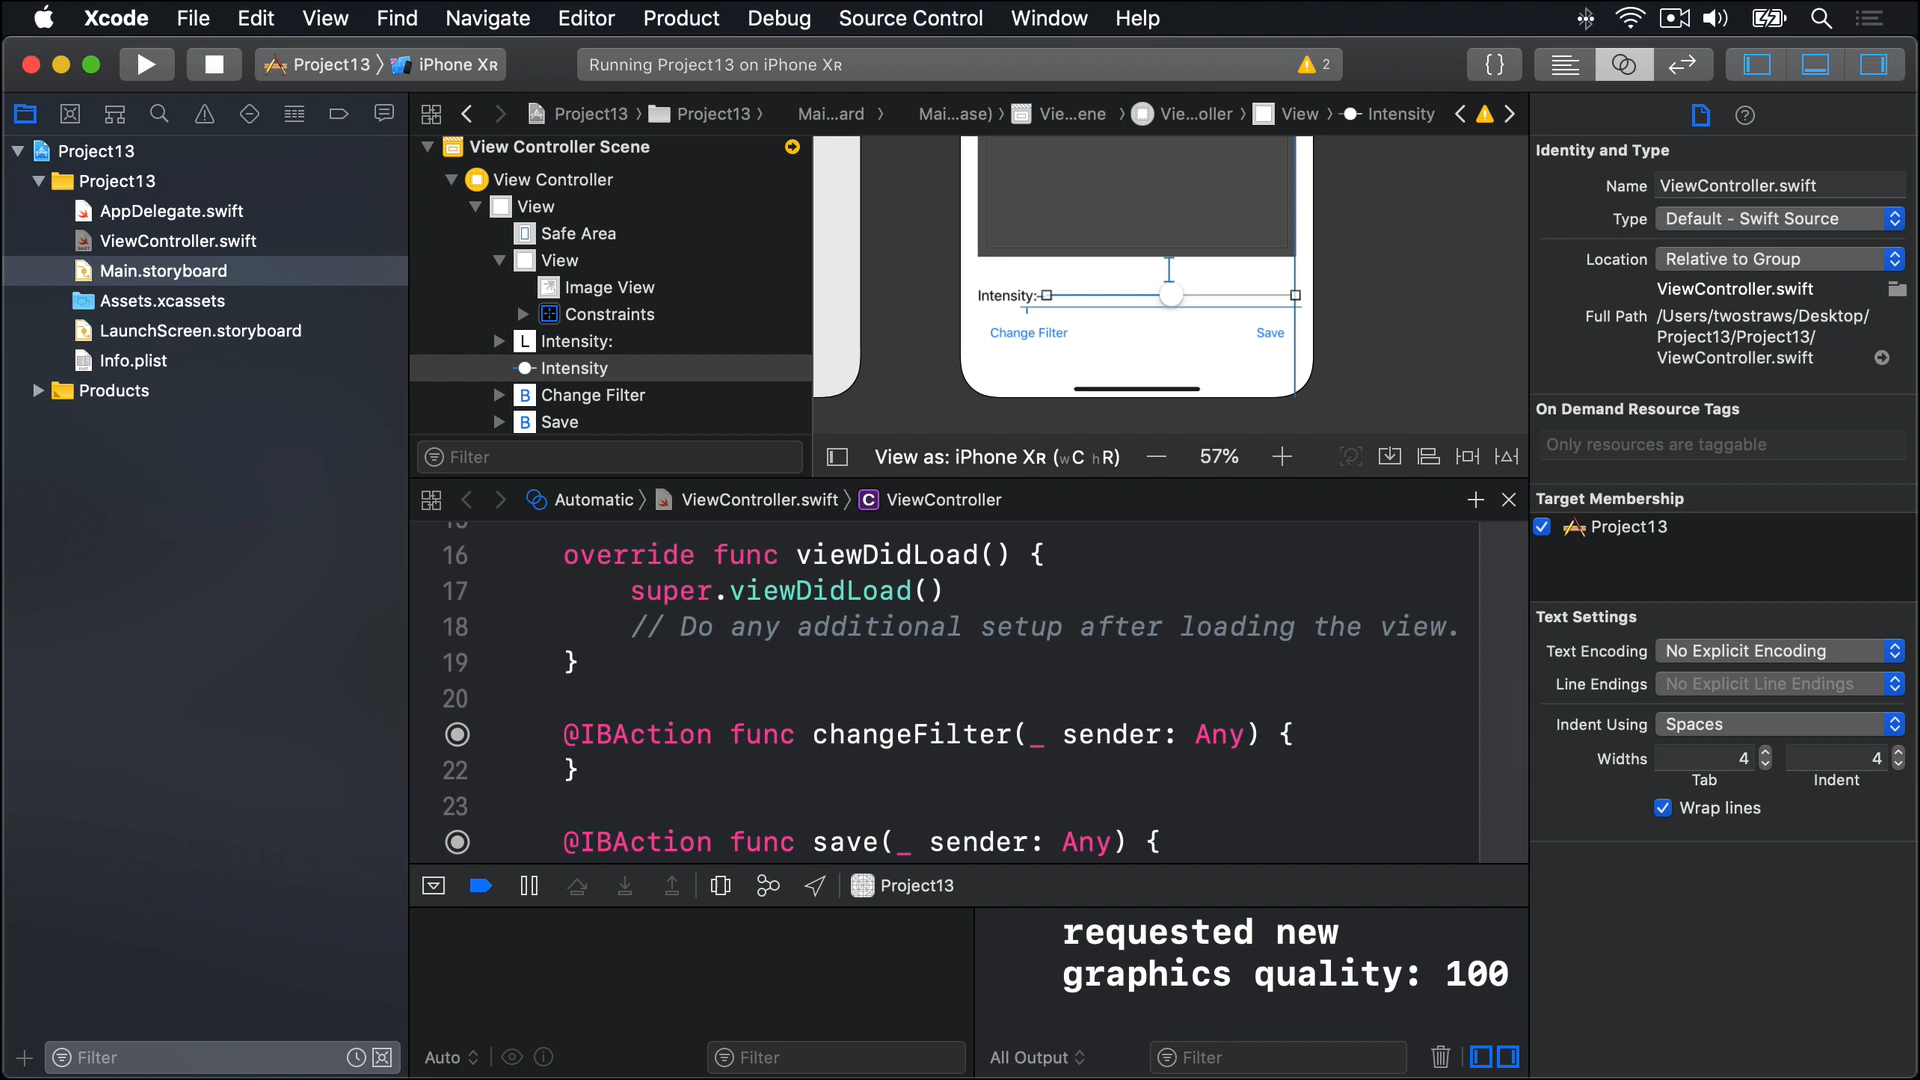 Xcode File Edit View Find Navigate Editor Product Debug Source Control Window Help
Project13 iPhone XR
Running Project13 on iPhone XR
2
Project13 Project13 Mai...ard Mai...ase) Vie...ene Vie...oller View Intensity
Project13
Project13
AppDelegate.swift
ViewController.swift
Main.storyboard
Assets.xcassets
LaunchScreen.storyboard
Info.plist
Products
Filter
View Controller Scene
View Controller
View
Safe Area
View
Image View
Constraints
L Intensity:
Intensity
B Change Filter
B Save
Filter
Intensity:
Change Filter Save
View as: iPhone XR (wC hR) — 57% +
Automatic ViewController.swift C ViewController
16 override func viewDidLoad() {
17 super.viewDidLoad()
18 // Do any additional setup after loading the view.
19 }
20
@IBAction func changeFilter(_ sender: Any) {
22 }
23
@IBAction func save(_ sender: Any) {
Project13
requested new
graphics quality: 100
Auto
Filter
All Output
Filter
Identity and Type
Name ViewController.swift
Type Default - Swift Source
Location Relative to Group
ViewController.swift
Full Path /Users/twostraws/Desktop/
Project13/Project13/
ViewController.swift
On Demand Resource Tags
Only resources are taggable
Target Membership
Project13
Text Settings
Text Encoding No Explicit Encoding
Line Endings No Explicit Line Endings
Indent Using Spaces
Widths 4 4
Tab Indent
Wrap lines